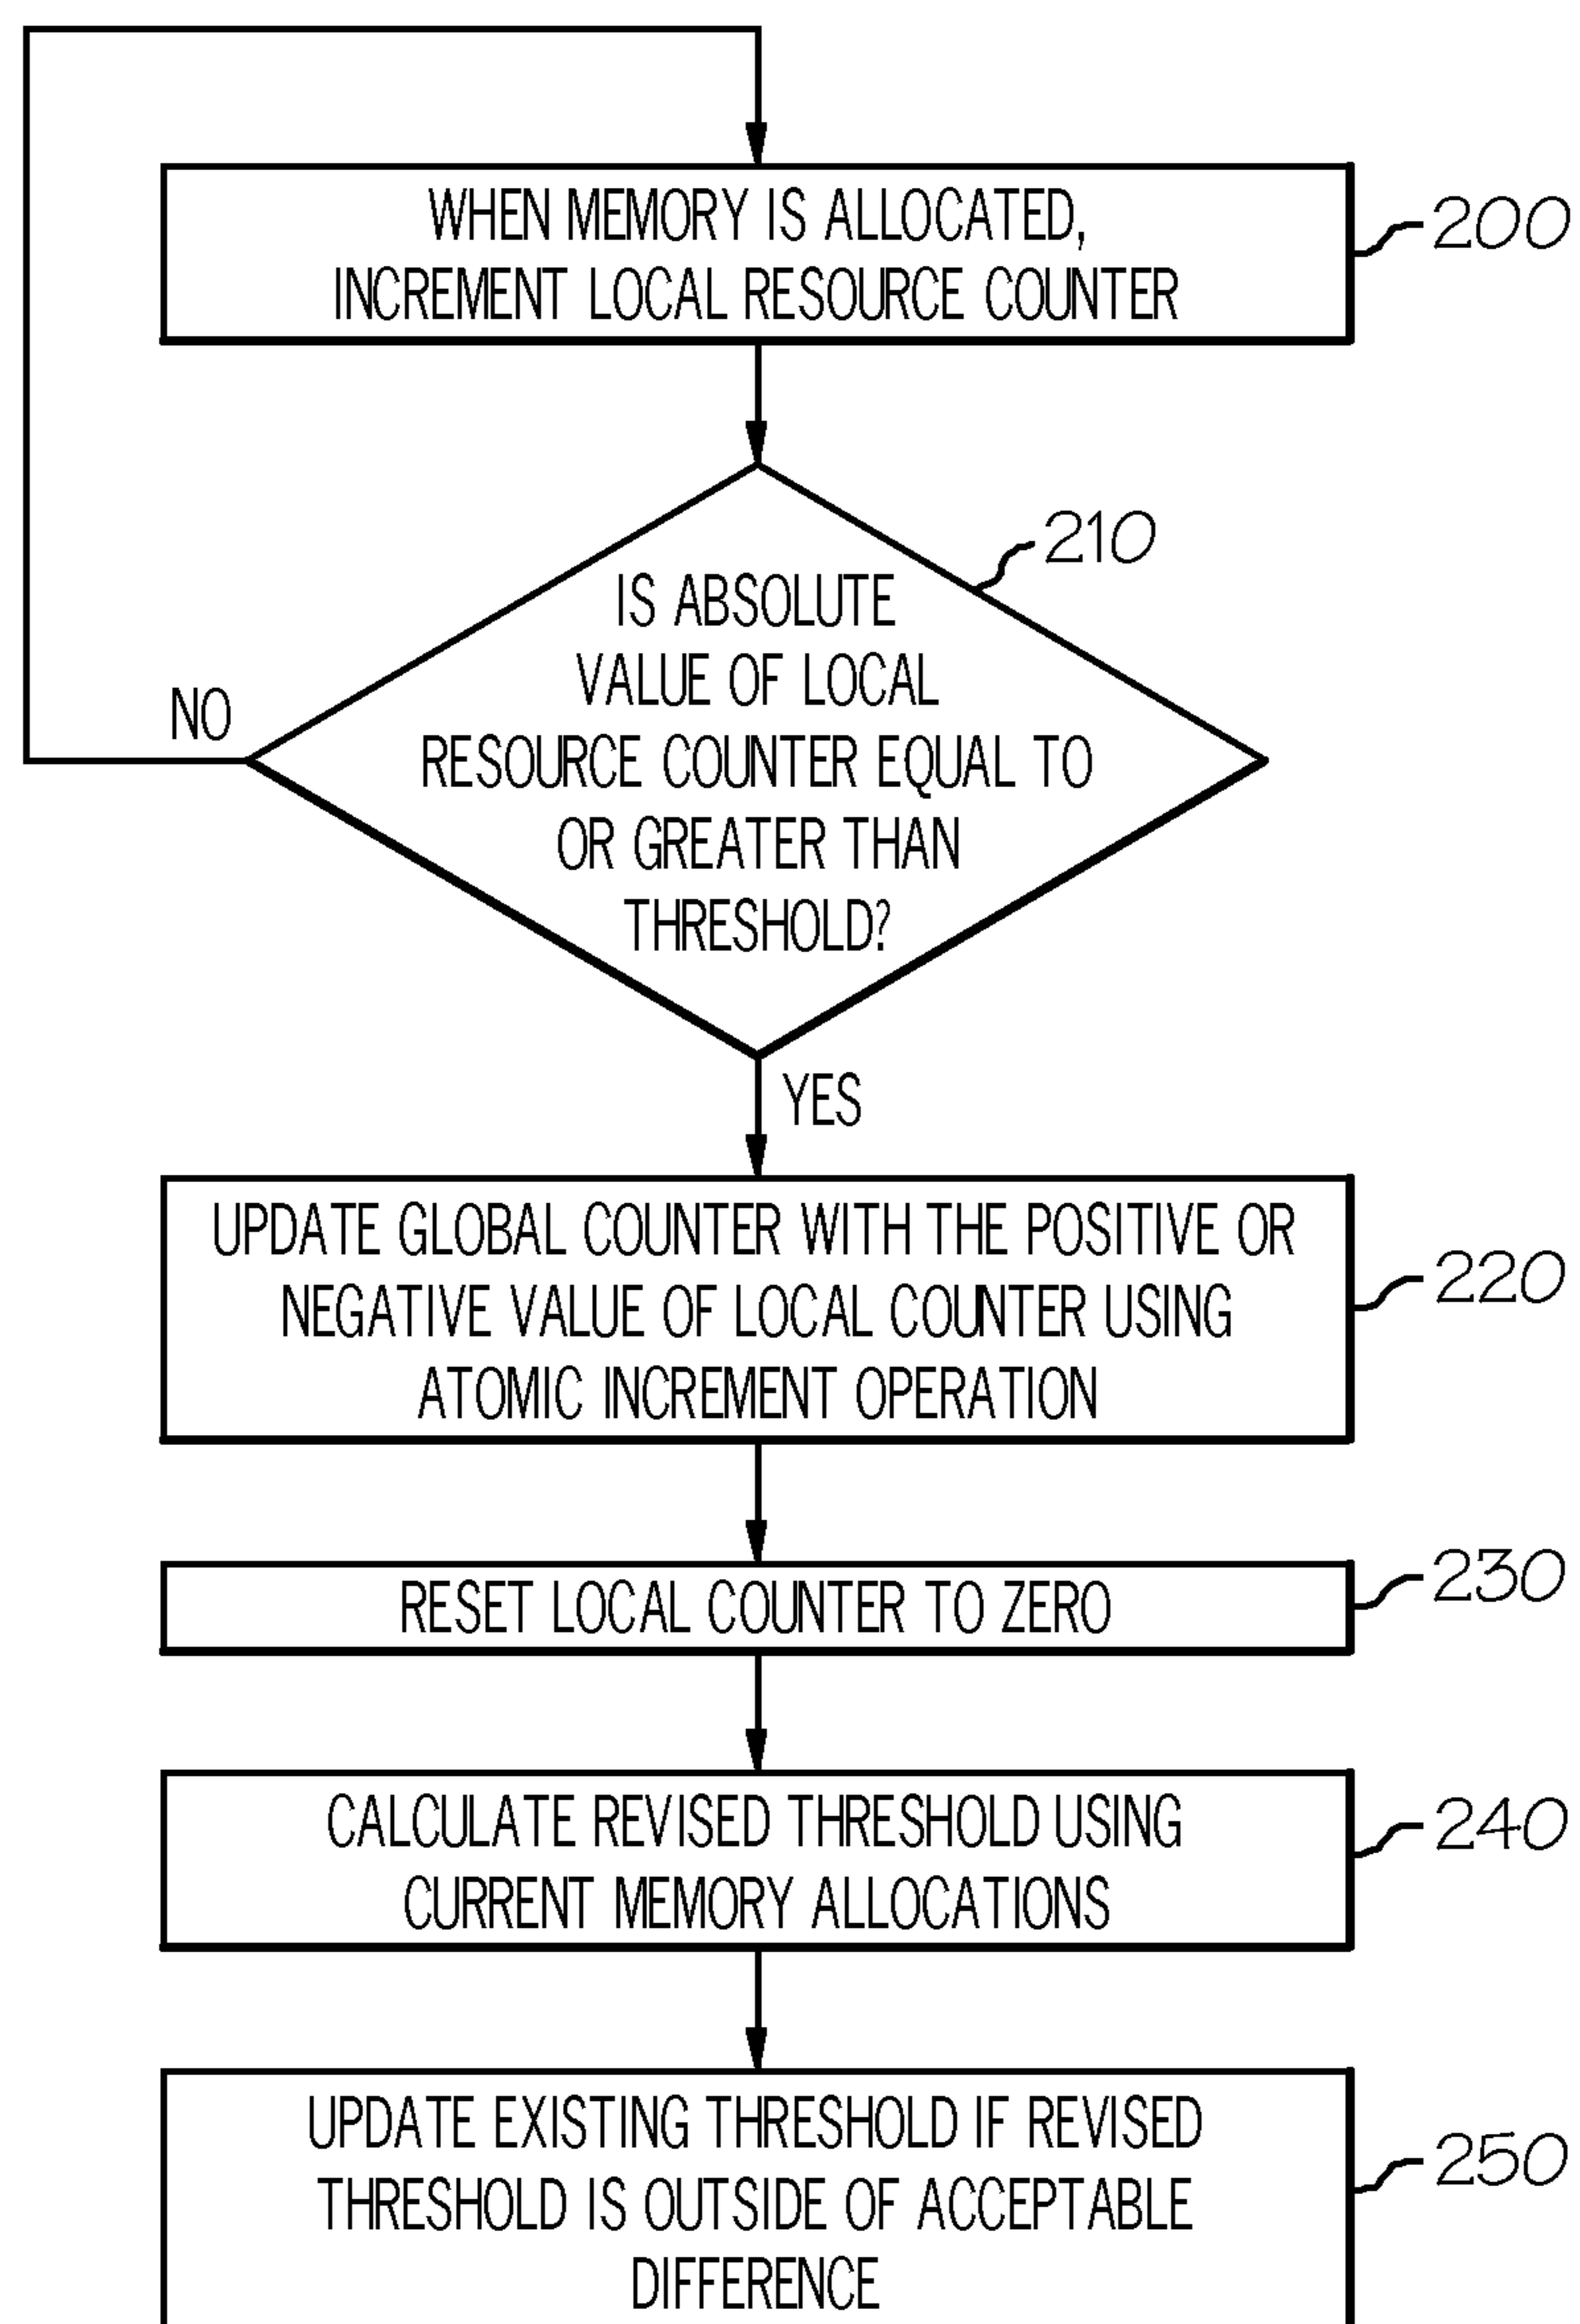 WHEN MEMORY IS ALLOCATED,
INCREMENT LOCAL RESOURCE COUNTER
200
210
IS ABSOLUTE
VALUE OF LOCAL
RESOURCE COUNTER EQUAL TO
OR GREATER THAN
THRESHOLD?
NO
YES
UPDATE GLOBAL COUNTER WITH THE POSITIVE OR
NEGATIVE VALUE OF LOCAL COUNTER USING
ATOMIC INCREMENT OPERATION
220
RESET LOCAL COUNTER TO ZERO
230
CALCULATE REVISED THRESHOLD USING
CURRENT MEMORY ALLOCATIONS
240
UPDATE EXISTING THRESHOLD IF REVISED
THRESHOLD IS OUTSIDE OF ACCEPTABLE
DIFFERENCE
250